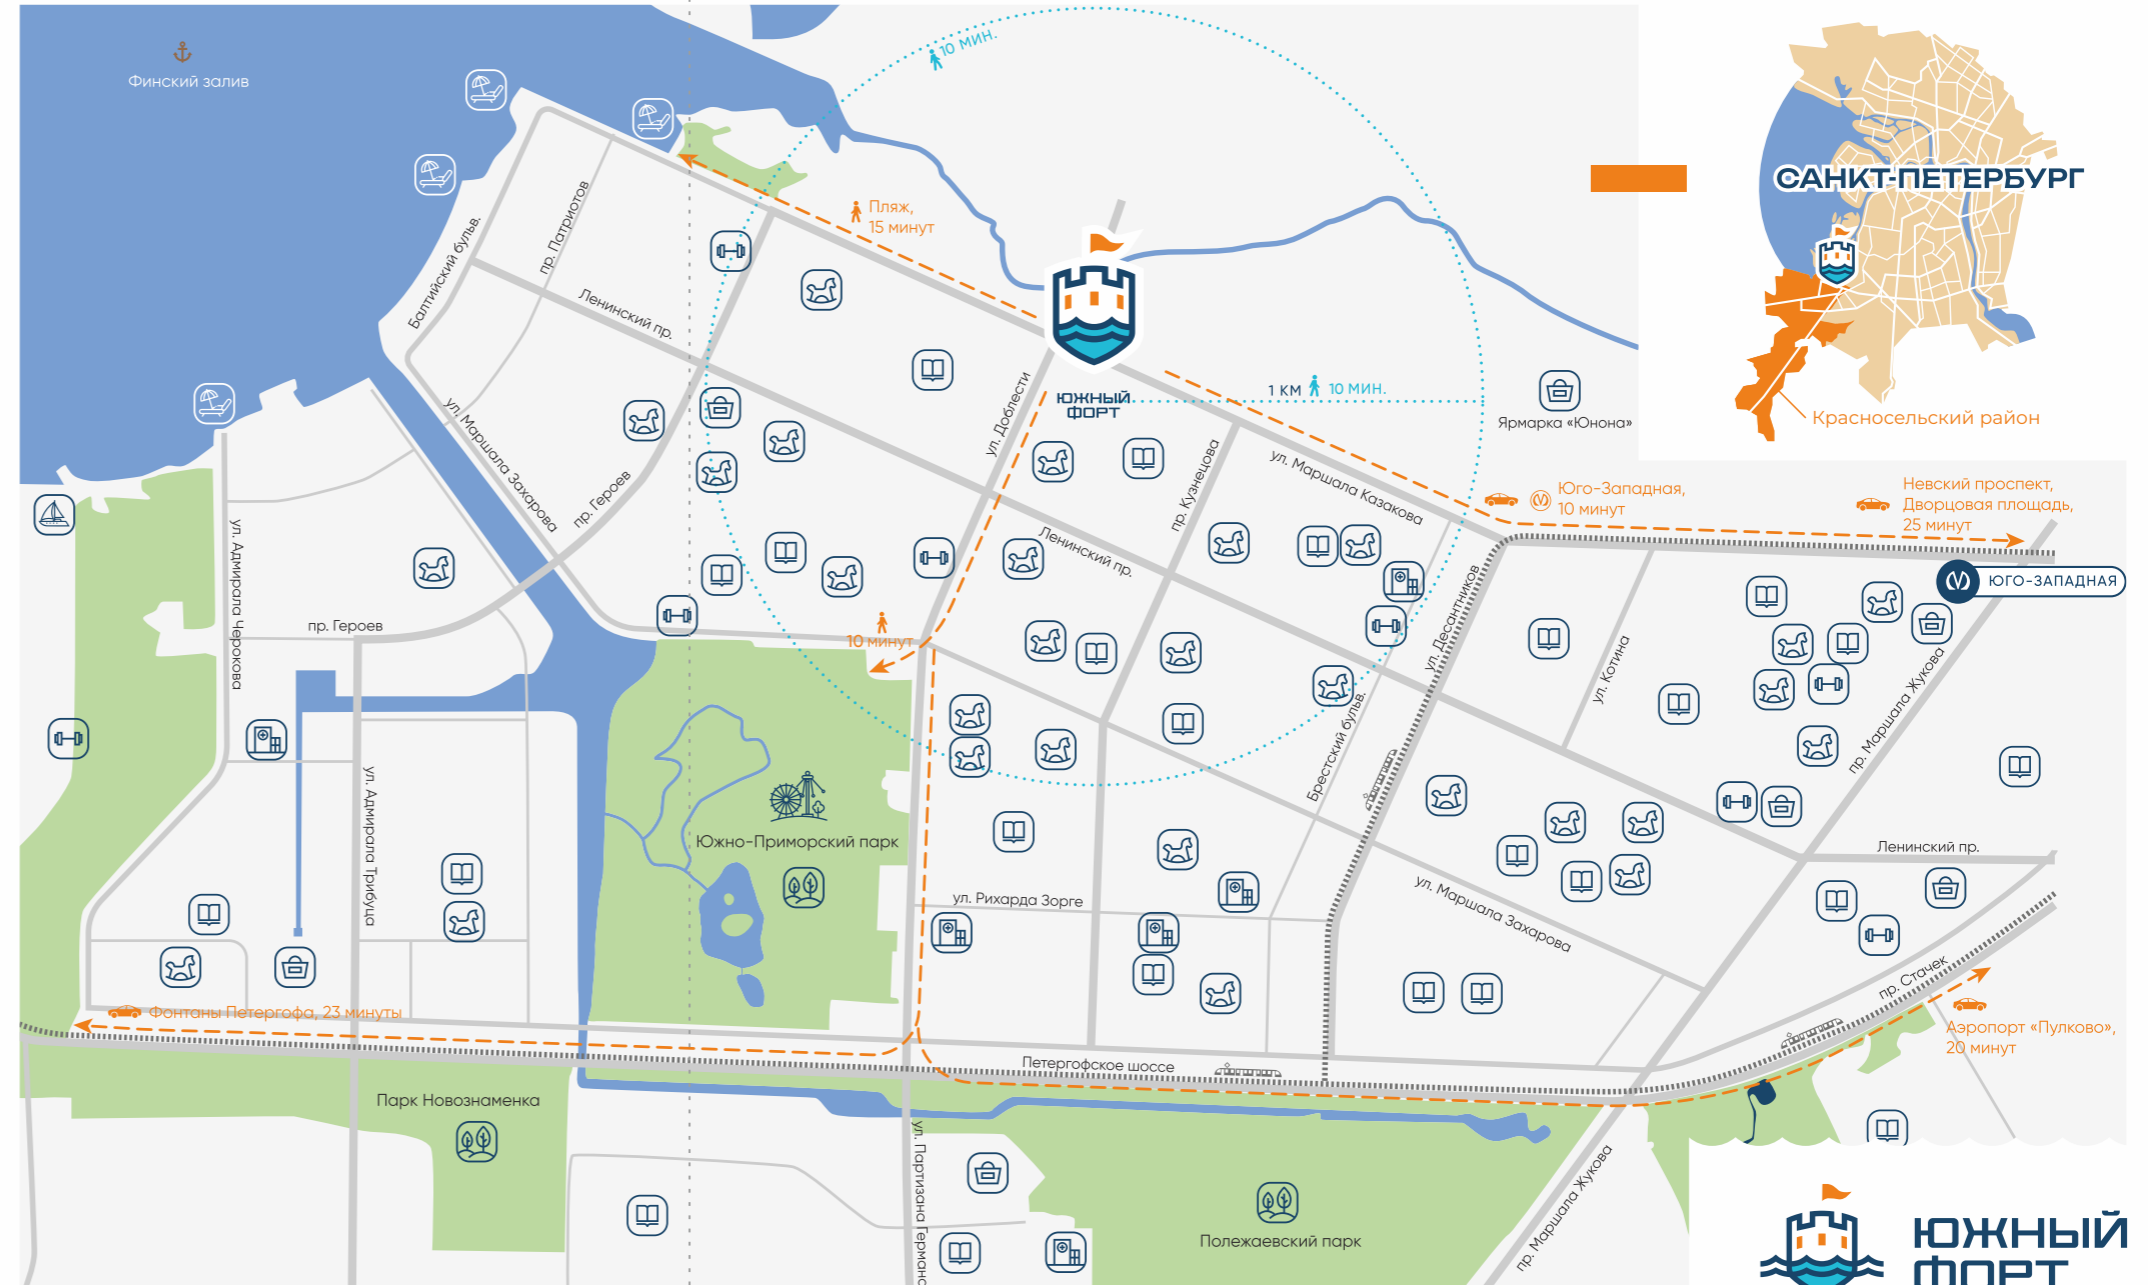 Финский залив
10 мин.
САНКТ-ПЕТЕРБУРГ
Красносельский район
Пляж,
15 минут
Балтийский бульв.
пр. Патриотов
Ленинский пр.
ЮЖНЫЙ
ФОРТ
1 км
10 мин.
Ярмарка «Юнона»
ул. Доблести
ул. Маршала Захарова
пр. Героев
пр. Кузнецова
ул. Маршала Казакова
Юго-Западная,
10 минут
Невский проспект,
Дворцовая площадь,
25 минут
ЮГО-ЗАПАДНАЯ
Ленинский пр.
ул. Адмирала Черокова
пр. Героев
10 минут
ул. Десантников
ул. Котина
пр. Маршала Жукова
Брестский бульв.
ул. Адмирала Трибуца
Южно-Приморский парк
Ленинский пр.
ул. Рихарда Зорге
ул. Маршала Захарова
пр. Стачек
Фонтаны Петергофа, 23 минуты
Аэропорт «Пулково»,
20 минут
Петергофское шоссе
Парк Новознаменка
ул. Партизана Германа
Полежаевский парк
пр. Маршала Жукова
ЮЖНЫЙ
ФОРТ